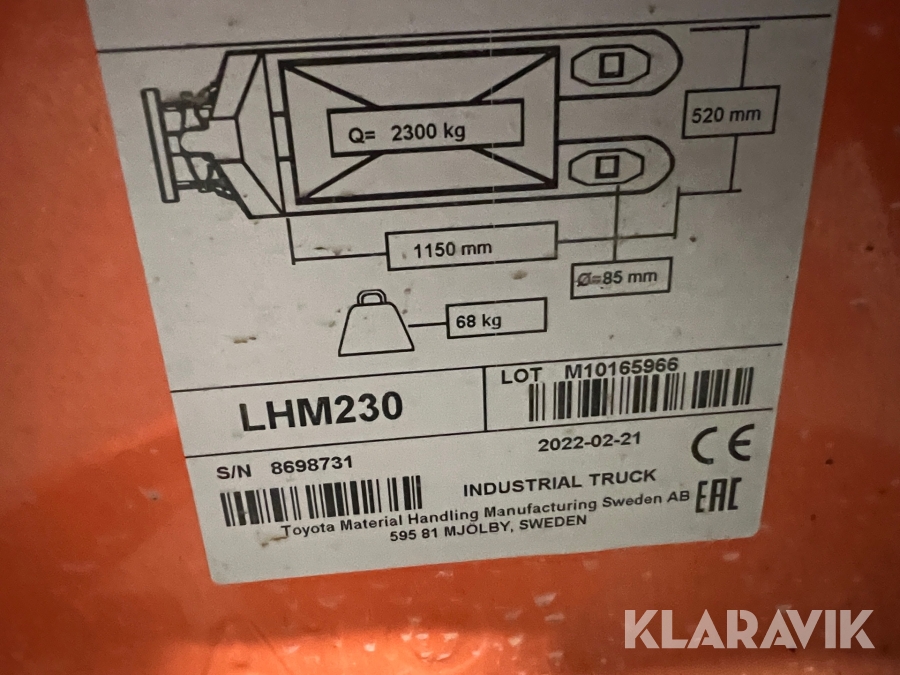 Q= 2300 kg
520 mm
1150 mm
Ø=85 mm
68 kg
LHM230
LOT M10165966
S/N 8698731
2022-02-21
CE
INDUSTRIAL TRUCK
EAC
Toyota Material Handling Manufacturing Sweden AB
595 81 MJÖLBY, SWEDEN
KLARAVIK